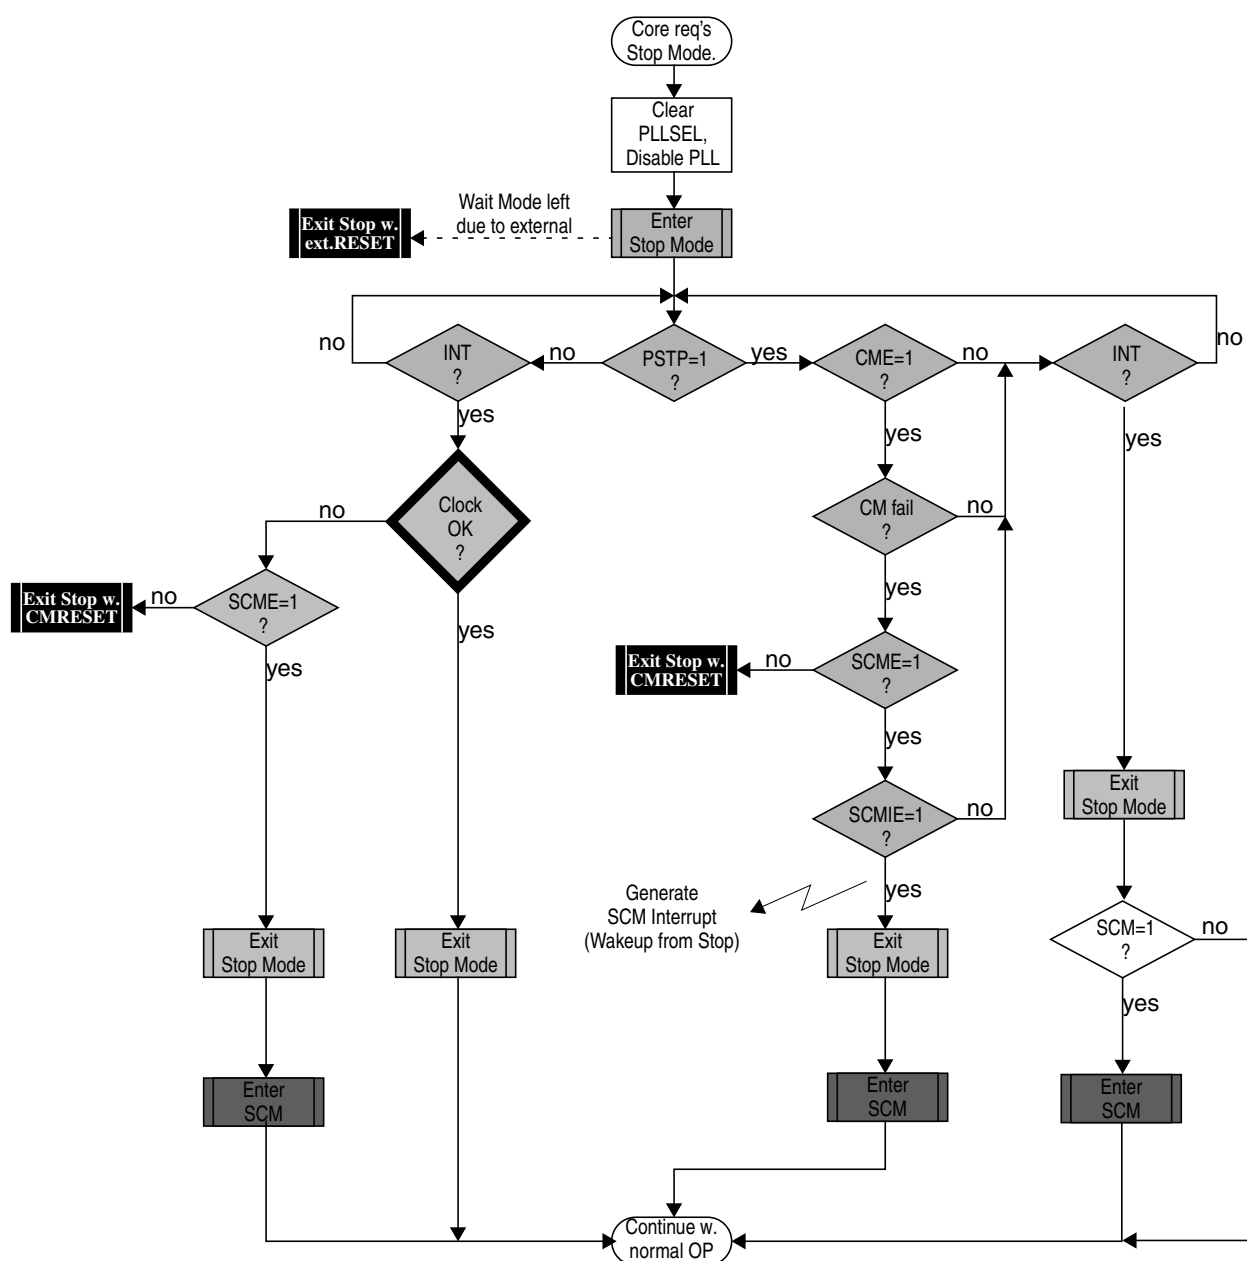 Core req's
Stop Mode.
Clear
PLLSEL,
Disable PLL
Wait Mode left
due to external
Exit Stop w.
ext.RESET
Enter
Stop Mode
no
INT
?
no
PSTP=1
?
yes
CME=1
?
no
INT
?
no
yes
yes
yes
Clock
OK
?
no
CM fail
?
no
Exit Stop w.
CMRESET
no
SCME=1
?
yes
yes
yes
Exit Stop w.
CMRESET
no
SCME=1
?
yes
SCMIE=1
?
no
Exit
Stop Mode
Generate
SCM Interrupt
(Wakeup from Stop)
yes
Exit
Stop Mode
Exit
Stop Mode
Exit
Stop Mode
SCM=1
?
no
yes
Enter
SCM
Enter
SCM
Enter
SCM
Continue w.
normal OP